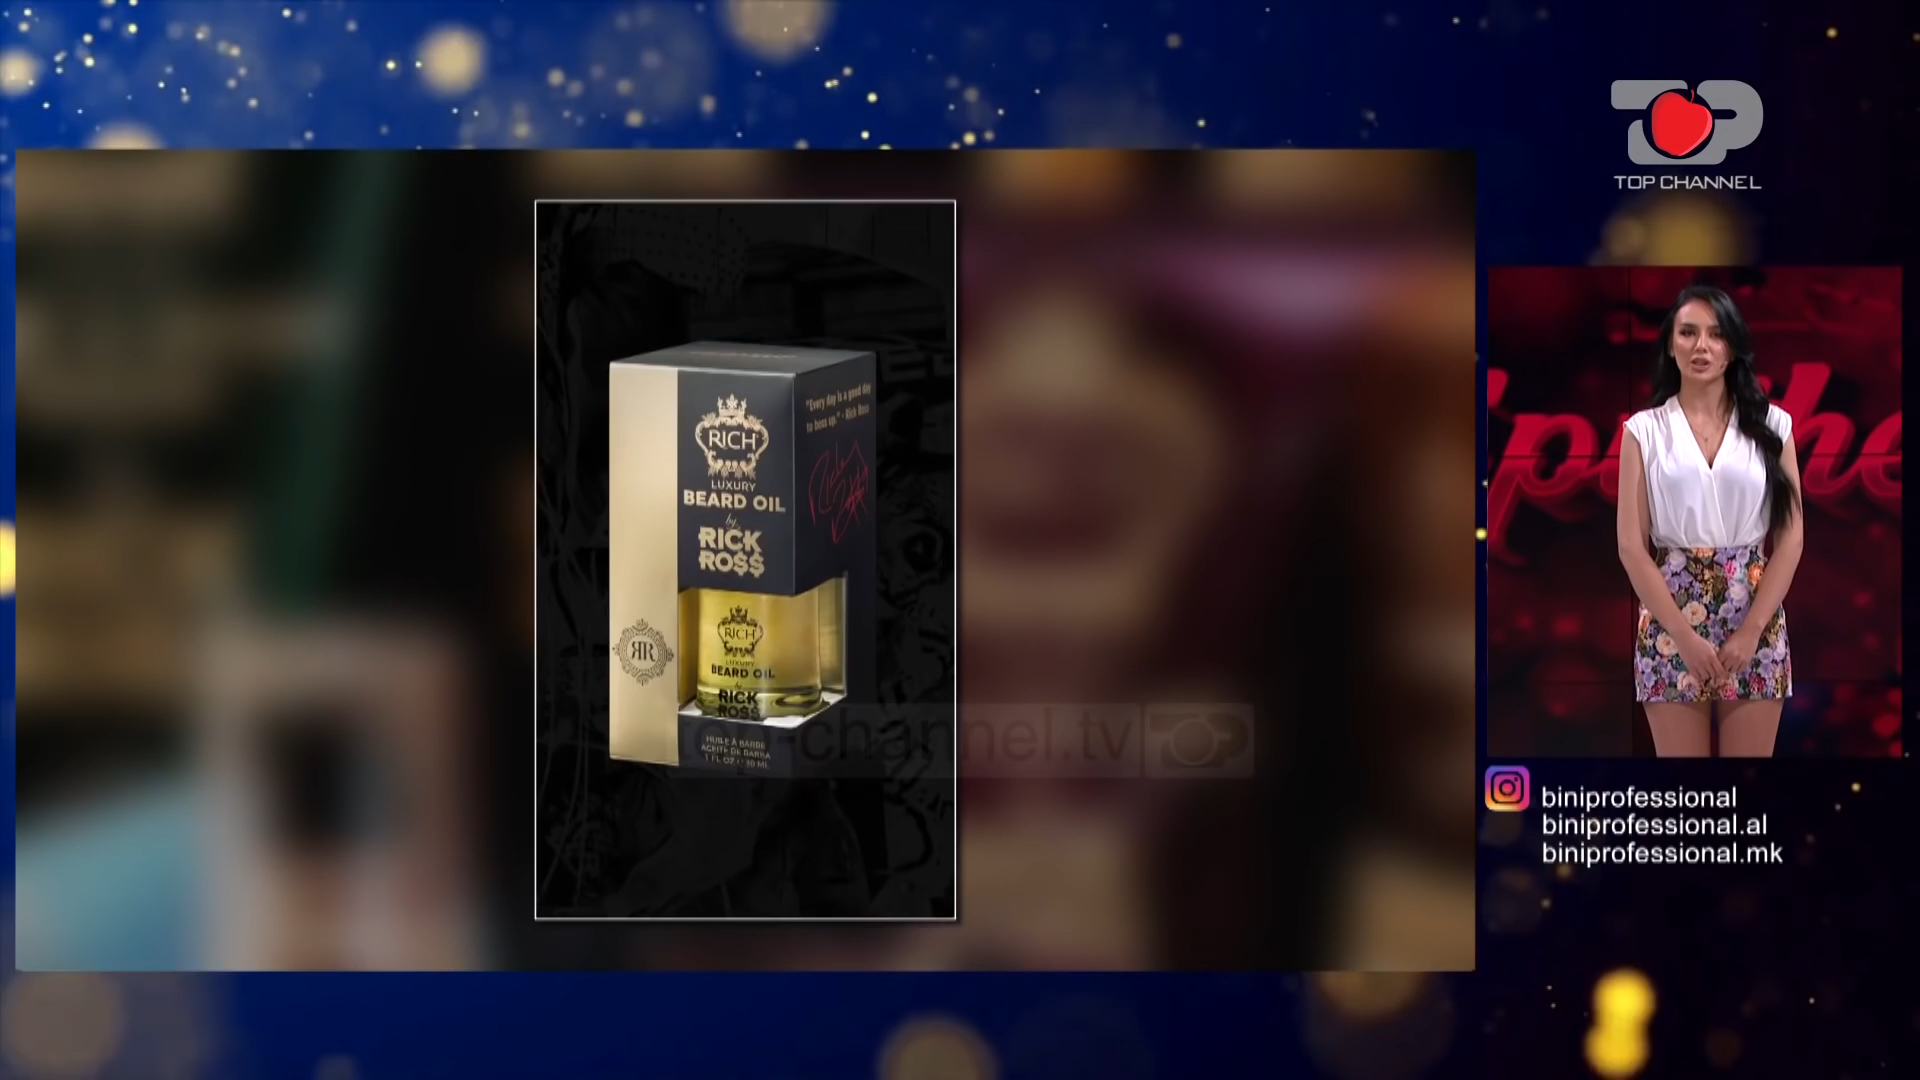 TOP CHANNEL
"Every day is a good day
to boss up." - Rick Ross
RICH
LUXURY
BEARD OIL
by
RICK
RO$$
RR
RICH
LUXURY
BEARD OIL
by
RICK
RO$$
HUILE À BARBE
ACEITE DE BARBA
1 FL OZ / 30 ML
top-channel.tv
biniprofessional
biniprofessional.al
biniprofessional.mk